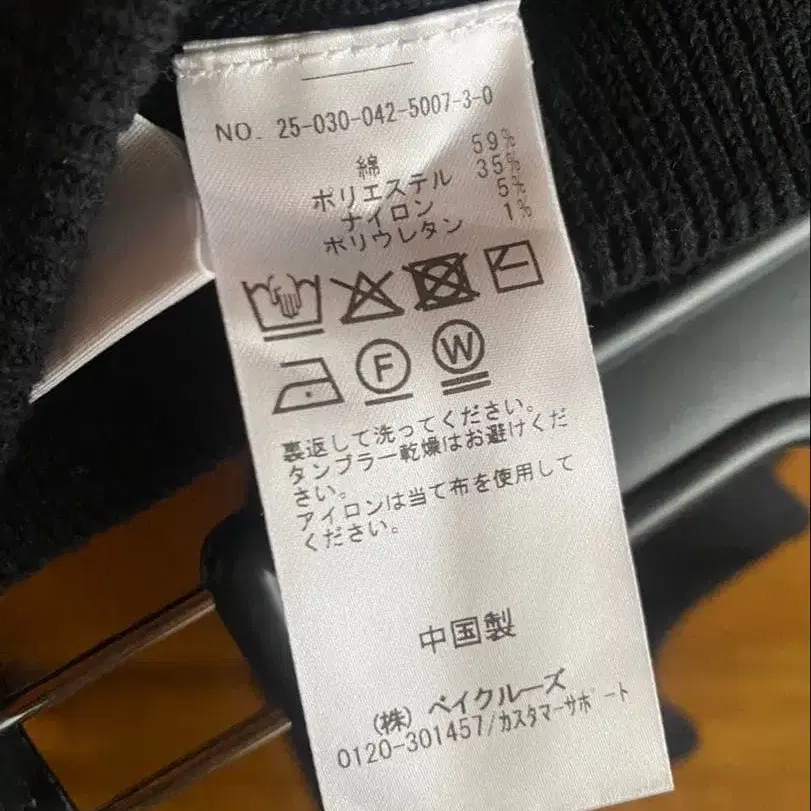 NO. 25-030-042-5007-3-0
綿 59%
ポリエステル 35%
ナイロン 5%
ポリウレタン 1%
F W
裏返して洗ってください。
タンブラー乾燥はお避けくだ
さい。
アイロンは当て布を使用して
ください。
中国製
(株) ベイクルーズ
0120-301457/カスタマーサポート